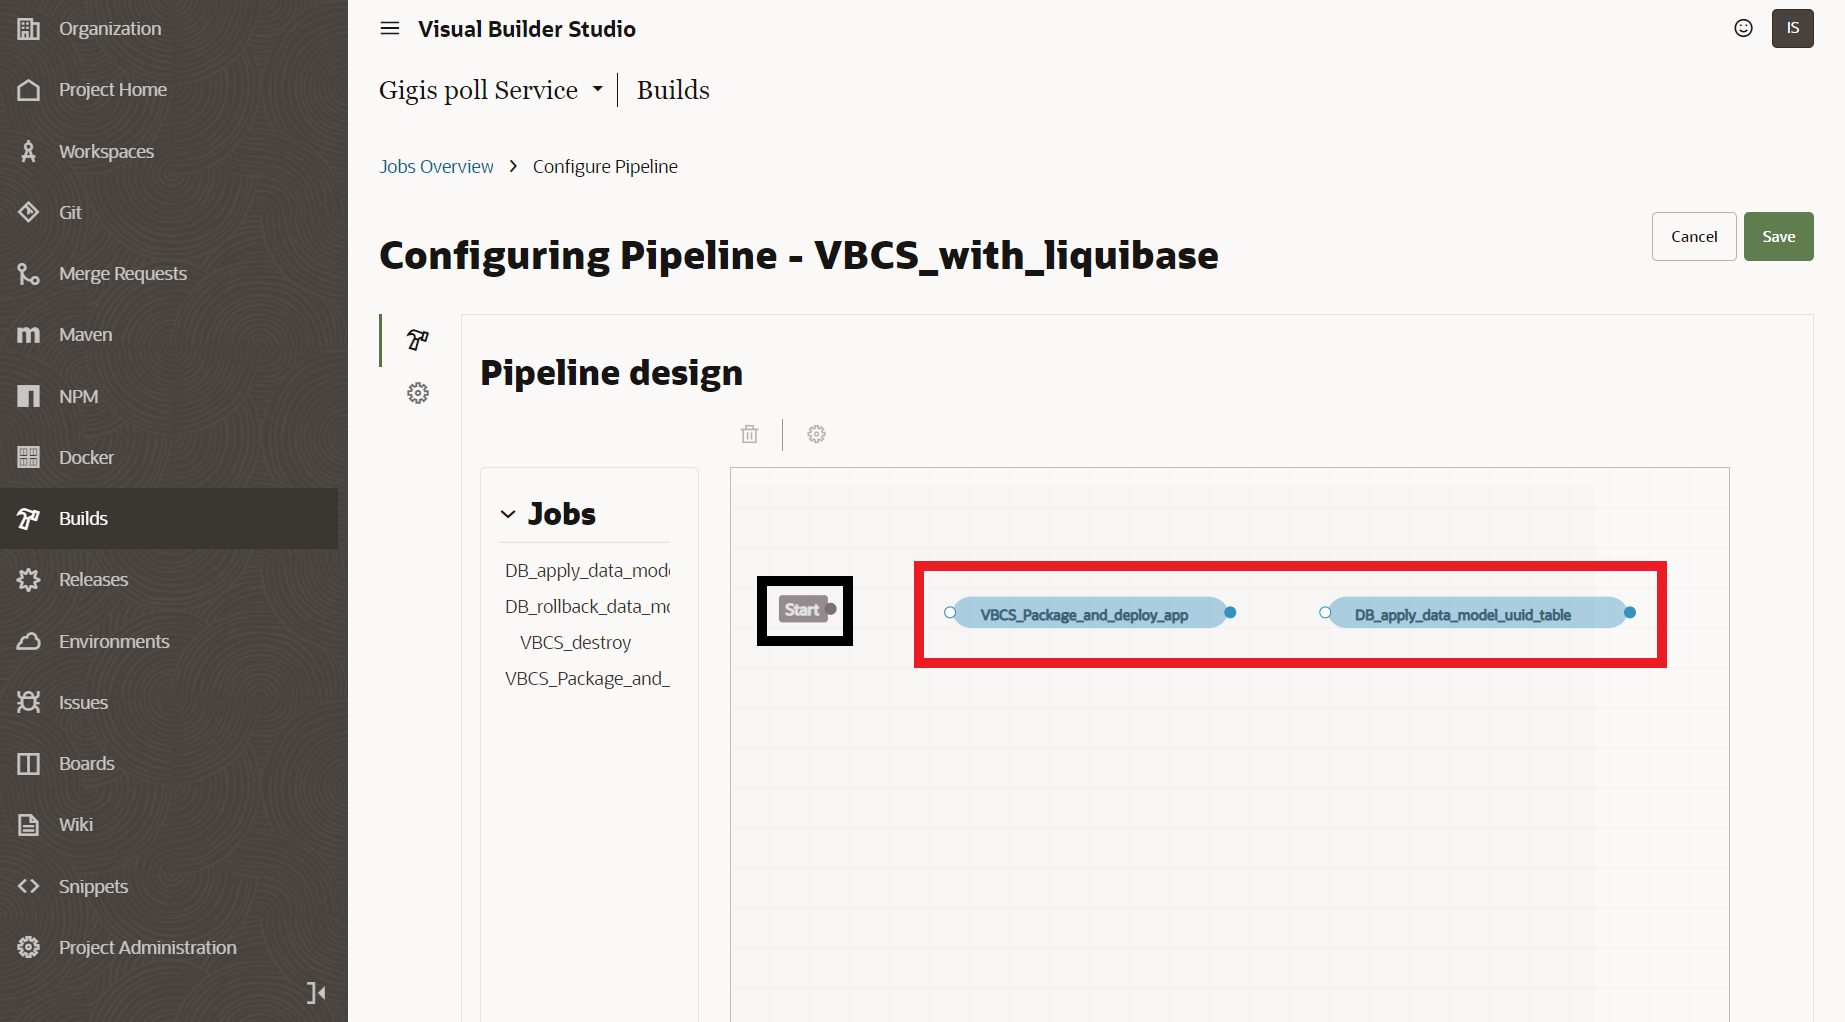 Organization
Project Home
Workspaces
Git
Merge Requests
Maven
NPM
Docker
Builds
Releases
Environments
Issues
Boards
Wiki
Snippets
Project Administration
Visual Builder Studio
IS
Gigis poll Service
Builds
Jobs Overview > Configure Pipeline
Configuring Pipeline - VBCS_with_liquibase
Cancel
Save
Pipeline design
Jobs
DB_apply_data_mod
DB_rollback_data_m
VBCS_destroy
VBCS_Package_and_
Start
VBCS_Package_and_deploy_app
DB_apply_data_model_uuid_table